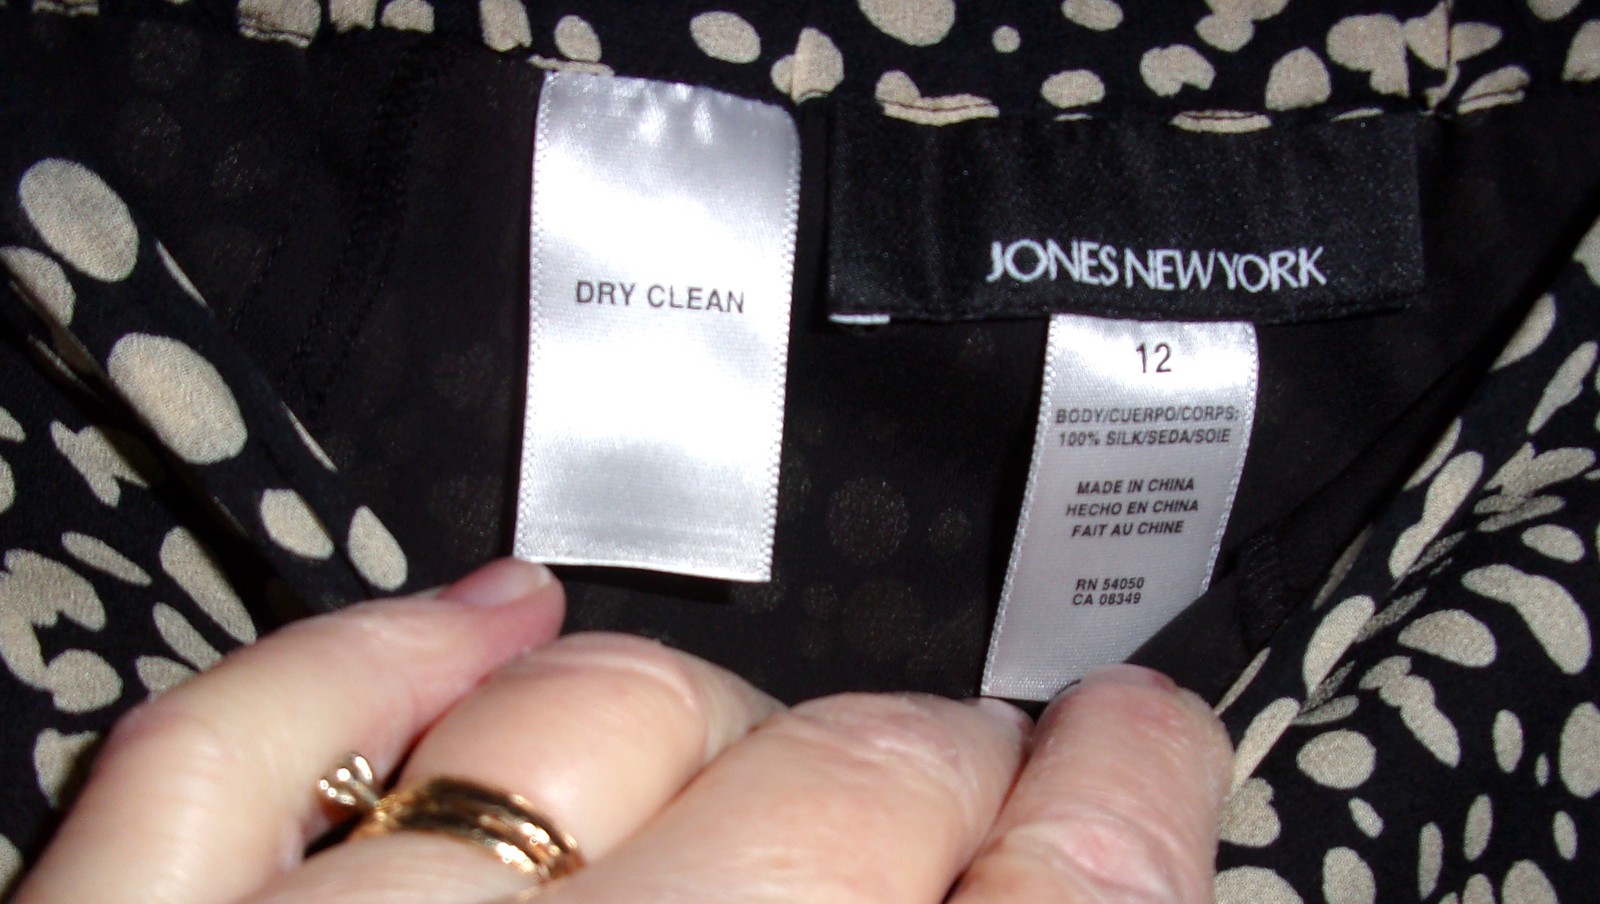 DRY CLEAN
JONES NEW YORK
12
BODY/CUERPO/CORPS:
100% SILK/SEDA/SOIE
MADE IN CHINA
HECHO EN CHINA
FAIT AU CHINE
RN 54050
CA 08349